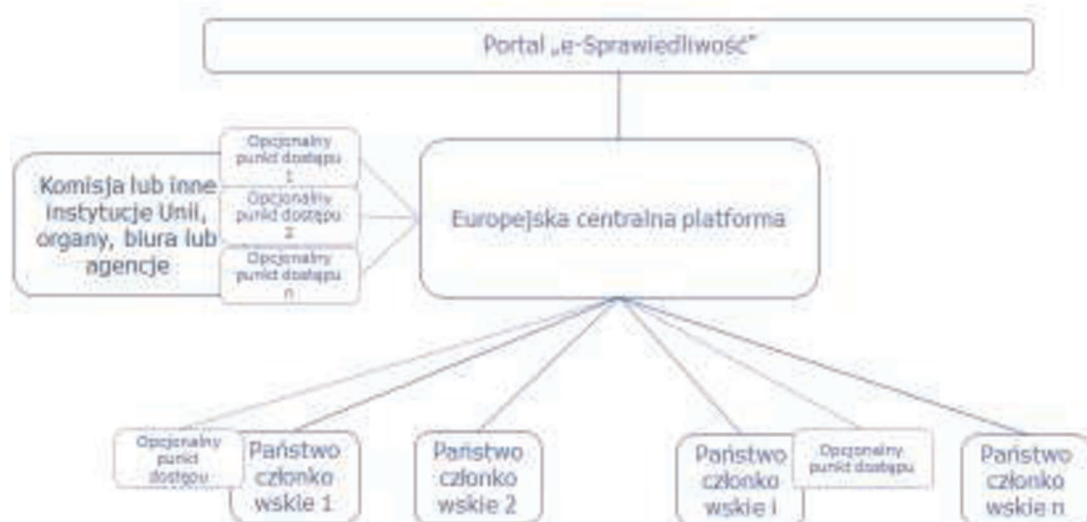 Portal „e-Sprawiedliwość”
Opcjonalny
punkt dostępu
1
Komisja lub inne
instytucje Unii,
organy, biura lub
agencje
Opcjonalny
punkt dostępu
2
Opcjonalny
punkt dostępu
n
Europejska centralna platforma
Opcjonalny
punkt
dostępu
Państwo
członko
wskie 1
Państwo
członko
wskie 2
Państwo
członko
wskie i
Opcjonalny
punkt dostępu
Państwo
członko
wskie n